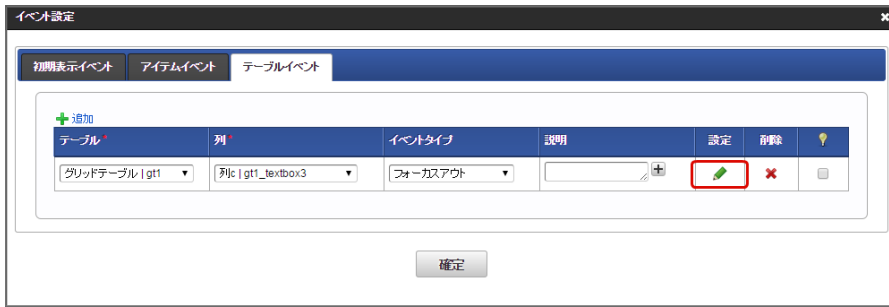 イベント設定
初期表示イベント アイテムイベント テーブルイベント
追加
テーブル* 列* イベントタイプ 説明 設定 削除
グリッドテーブル | gt1 列c | gt1_textbox3 フォーカスアウト
確定